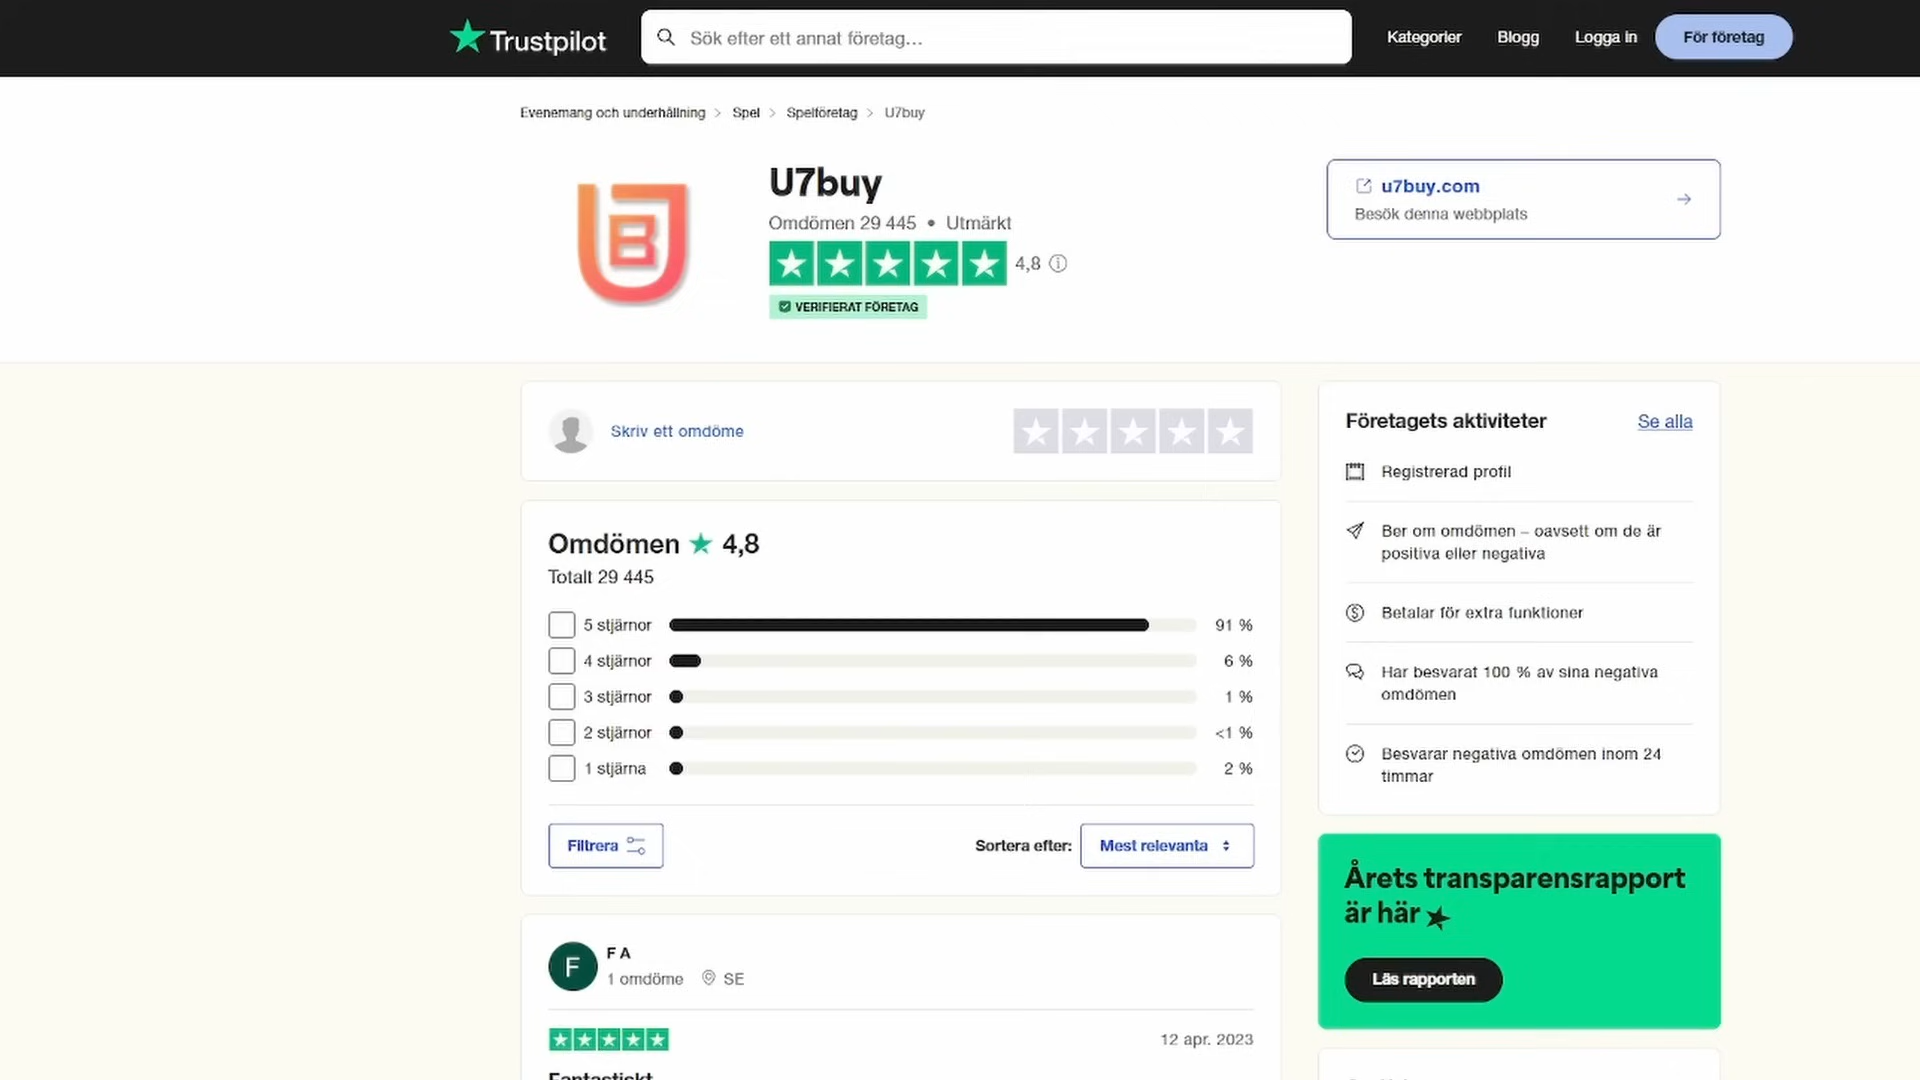 Trustpilot
Sök efter ett annat företag...
Kategorier
Blogg
Logga in
För företag
Evenemang och underhållning > Spel > Spelföretag > U7buy
U7buy
Omdömen 29 445 • Utmärkt
4,8
VERIFIERAT FÖRETAG
u7buy.com
Besök denna webbplats
Skriv ett omdöme
Omdömen 4,8
Totalt 29 445
5 stjärnor 91 %
4 stjärnor 6 %
3 stjärnor 1 %
2 stjärnor <1 %
1 stjärna 2 %
Filtrera
Sortera efter: Mest relevanta
F
F A
1 omdöme SE
12 apr. 2023
Fantastiskt
Företagets aktiviteter
Se alla
Registrerad profil
Ber om omdömen – oavsett om de är
positiva eller negativa
Betalar för extra funktioner
Har besvarat 100 % av sina negativa
omdömen
Besvarar negativa omdömen inom 24
timmar
Årets transparensrapport
är här
Läs rapporten